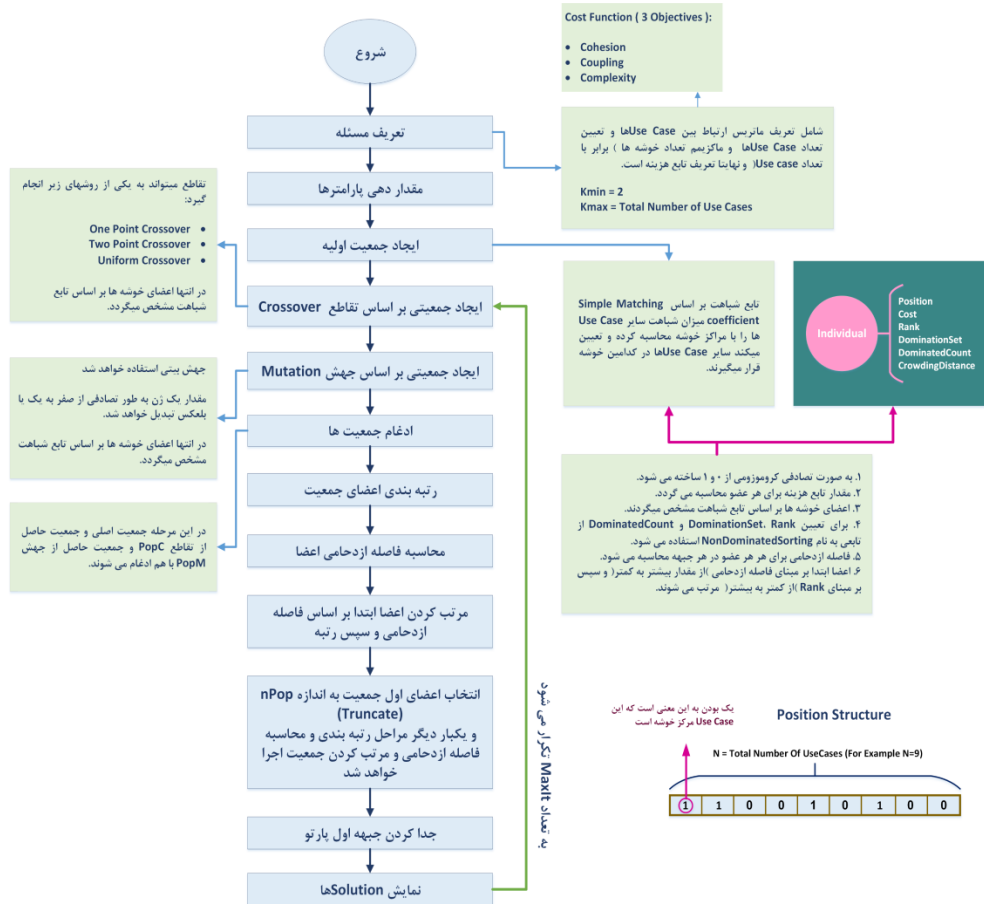 شروع
تعریف مسئله
مقدار دهی پارامترها
ایجاد جمعیت اولیه
ایجاد جمعیتی بر اساس تقاطع Crossover
ایجاد جمعیتی بر اساس جهش Mutation
ادغام جمعیت ها
رتبه بندی اعضای جمعیت
محاسبه فاصله ازدحامی اعضا
مرتب کردن اعضا ابتدا بر اساس فاصله
ازدحامی و سپس رتبه
انتخاب اعضای اول جمعیت به اندازه nPop
(Truncate)
و یکبار دیگر مراحل رتبه بندی و محاسبه
فاصله ازدحامی و مرتب کردن جمعیت اجرا
خواهد شد
جدا کردن جبهه اول پارتو
نمایش Solutionها
به تعداد MaxIt تکرار می شود
Cost Function ( 3 Objectives ):
• Cohesion
• Coupling
• Complexity
شامل تعریف ماتریس ارتباط بین Use Caseها و تعیین
تعداد Use Caseها و ماکزیمم تعداد خوشه ها ) برابر با
تعداد Use case( و نهایتا تعریف تابع هزینه است.
Kmin = 2
Kmax = Total Number of Use Cases
تقاطع میتواند به یکی از روشهای زیر انجام
گیرد:
One Point Crossover •
Two Point Crossover •
Uniform Crossover •
در انتها اعضای خوشه ها بر اساس تابع
شباهت مشخص میگردد.
جهش بیتی استفاده خواهد شد
مقدار یک ژن به طور تصادفی از صفر به یک یا
بلعکس تبدیل خواهد شد.
در انتها اعضای خوشه ها بر اساس تابع شباهت
مشخص میگردد.
در این مرحله جمعیت اصلی و جمعیت حاصل
از تقاطع PopC و جمعیت حاصل از جهش
PopM با هم ادغام می شوند.
تابع شباهت بر اساس Simple Matching
coefficient میزان شباهت سایر Use Case
ها را با مراکز خوشه محاسبه کرده و تعیین
میکند سایر Use Caseها در کدامین خوشه
قرار میگیرند.
Individual
Position
Cost
Rank
DominationSet
DominatedCount
CrowdingDistance
۱. به صورت تصادفی کروموزومی از ۰ و ۱ ساخته می شود.
۲. مقدار تابع هزینه برای هر عضو محاسبه می گردد.
۳. اعضای خوشه ها بر اساس تابع شباهت مشخص میگردند.
۴. برای تعیین DominationSet، Rank و DominatedCount از
تابعی به نام NonDominatedSorting استفاده می شود.
۵. فاصله ازدحامی برای هر هر عضو در هر جبهه محاسبه می شود.
۶. اعضا ابتدا بر مبنای فاصله ازدحامی )از مقدار بیشتر به کمتر( و سپس
بر مبنای Rank )از کمتر به بیشتر( مرتب می شوند.
یک بودن به این معنی است که این
Use Case مرکز خوشه است
Position Structure
N = Total Number Of UseCases (For Example N=9)
1 1 0 0 1 0 1 0 0